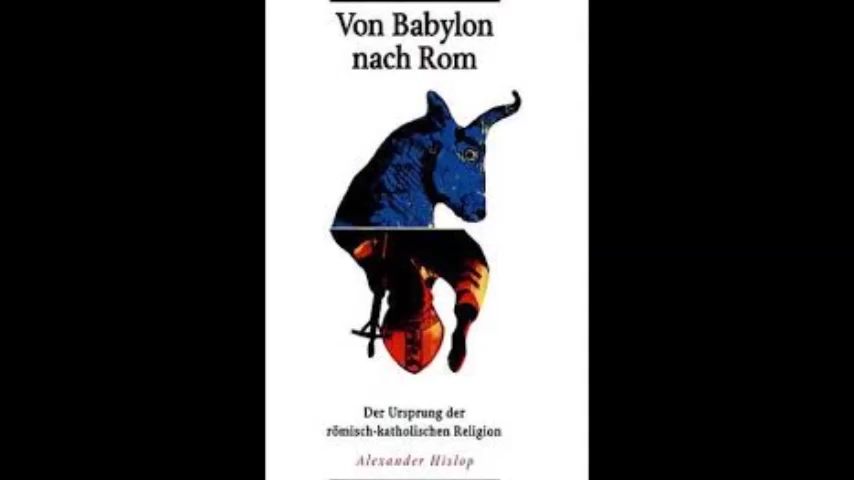 Von Babylon
nach Rom
Der Ursprung der
römisch-katholischen Religion
Alexander Hislop